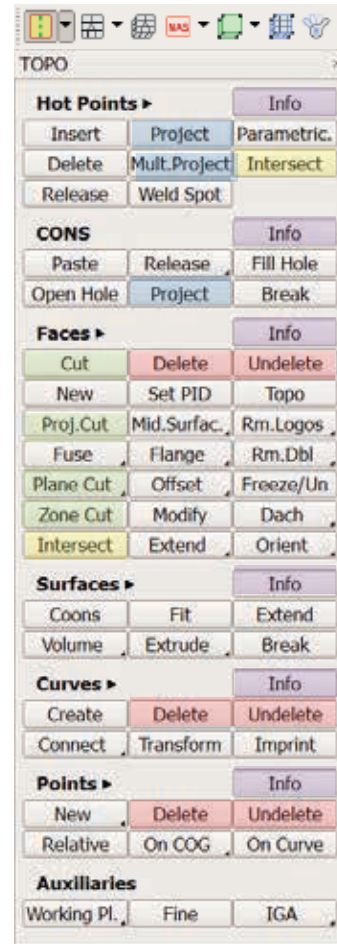 NAS
TOPO
Hot Points Info
Insert Project Parametric.
Delete Mult.Project Intersect
Release Weld Spot
CONS Info
Paste Release Fill Hole
Open Hole Project Break
Faces Info
Cut Delete Undelete
New Set PID Topo
Proj.Cut Mid.Surfac. Rm.Logos
Fuse Flange Rm.Dbl
Plane Cut Offset Freeze/Un
Zone Cut Modify Dach
Intersect Extend Orient
Surfaces Info
Coons Fit Extend
Volume Extrude Break
Curves Info
Create Delete Undelete
Connect Transform Imprint
Points Info
New Delete Undelete
Relative On COG On Curve
Auxiliaries
Working Pl. Fine IGA